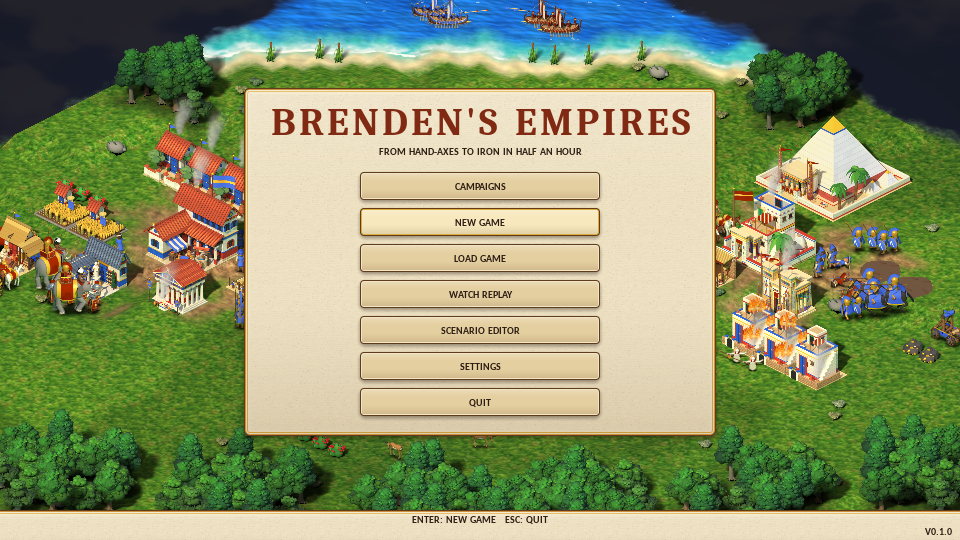 BRENDEN'S EMPIRES
FROM HAND-AXES TO IRON IN HALF AN HOUR
CAMPAIGNS
NEW GAME
LOAD GAME
WATCH REPLAY
SCENARIO EDITOR
SETTINGS
QUIT
ENTER: NEW GAME ESC: QUIT
V0.1.0